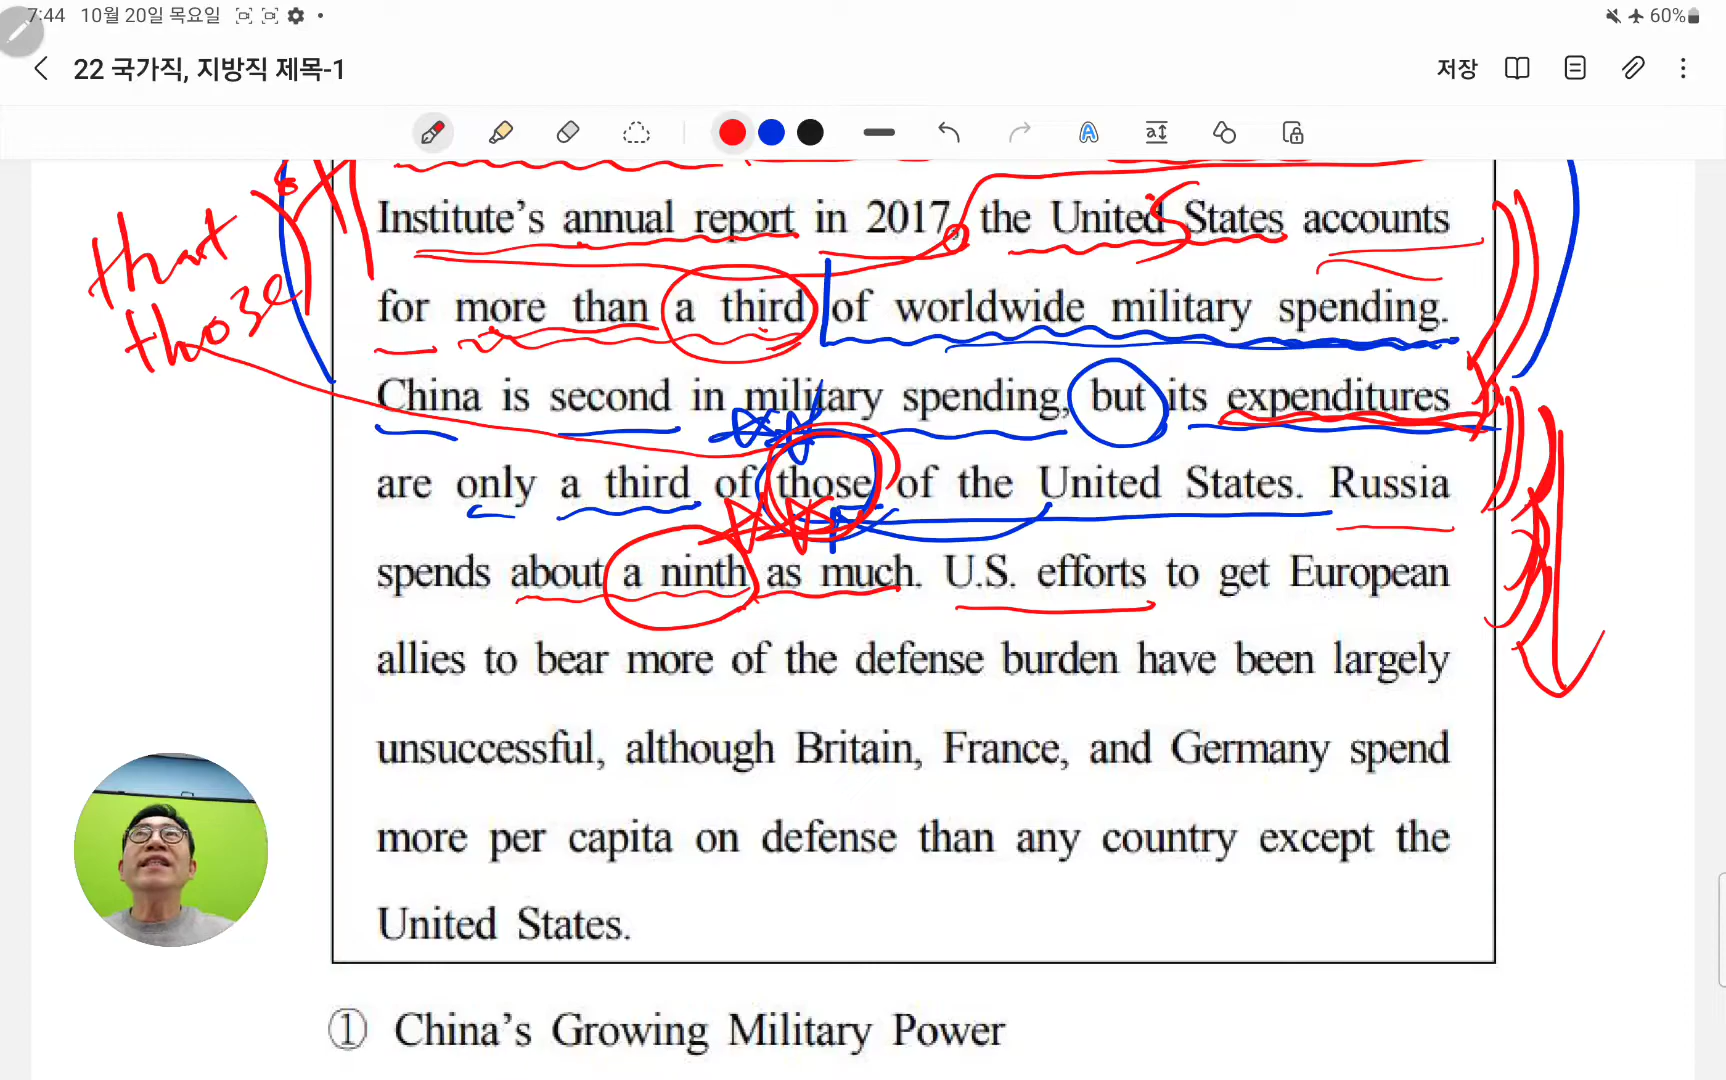 7:44 10월 20일 목요일
60%
22 국가직, 지방직 제목-1
저장
Institute’s annual report in 2017, the United States accounts
for more than a third of worldwide military spending.
China is second in military spending, but its expenditures
are only a third of those of the United States. Russia
spends about a ninth as much. U.S. efforts to get European
allies to bear more of the defense burden have been largely
unsuccessful, although Britain, France, and Germany spend
more per capita on defense than any country except the
United States.
① China’s Growing Military Power
that
those
S